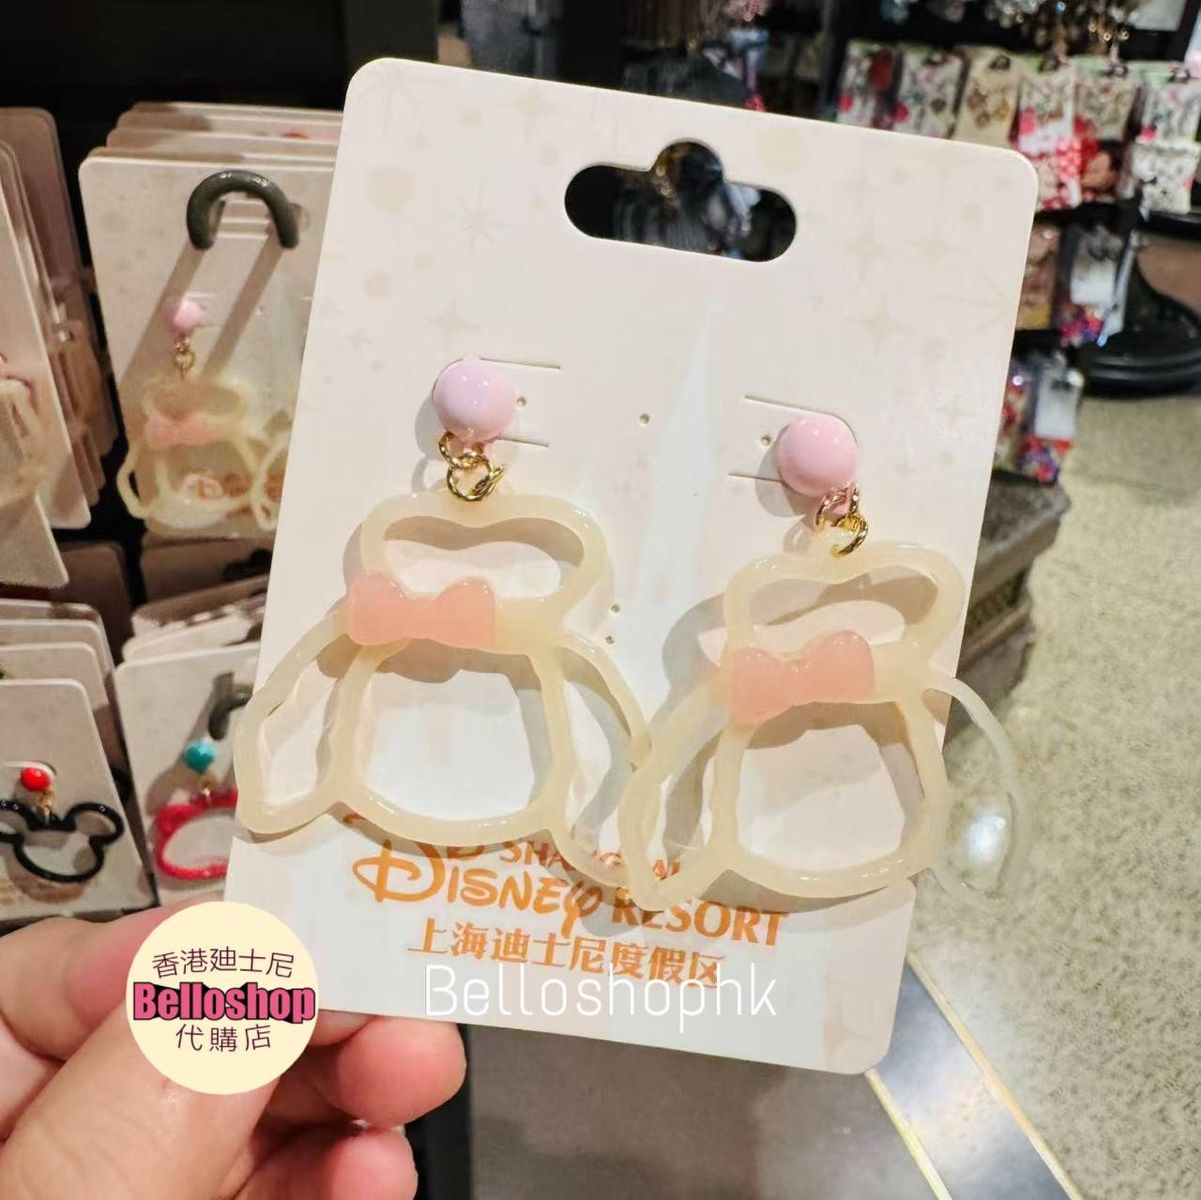 SHANGHAI
DISNEY RESORT
上海迪士尼度假区
Belloshophk
香港廸士尼
Belloshop
代購店